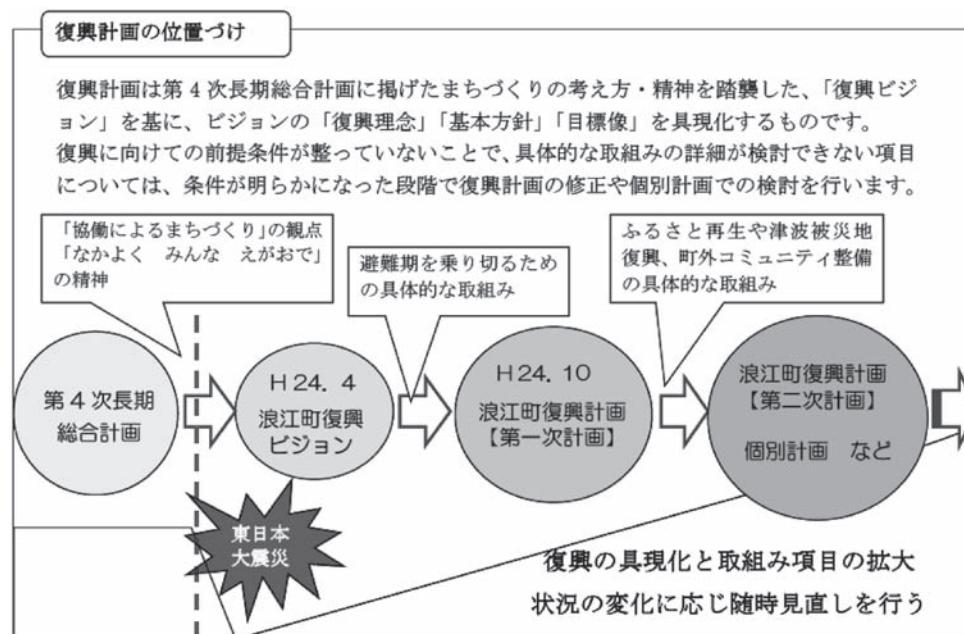 復興計画の位置づけ
復興計画は第４次長期総合計画に掲げたまちづくりの考え方・精神を踏襲した、「復興ビジ
ョン」を基に、ビジョンの「復興理念」「基本方針」「目標像」を具現化するものです。
復興に向けての前提条件が整っていないことで、具体的な取組みの詳細が検討できない項目
については、条件が明らかになった段階で復興計画の修正や個別計画での検討を行います。
「協働によるまちづくり」の観点
「なかよく　みんな　えがおで」
の精神
避難期を乗り切るため
の具体的な取組み
ふるさと再生や津波被災地
復興、町外コミュニティ整備
の具体的な取組み
第４次長期
総合計画
Ｈ24．４
浪江町復興
ビジョン
Ｈ24．10
浪江町復興計画
【第一次計画】
浪江町復興計画
【第二次計画】
個別計画　など
東日本
大震災
復興の具現化と取組み項目の拡大
状況の変化に応じ随時見直しを行う